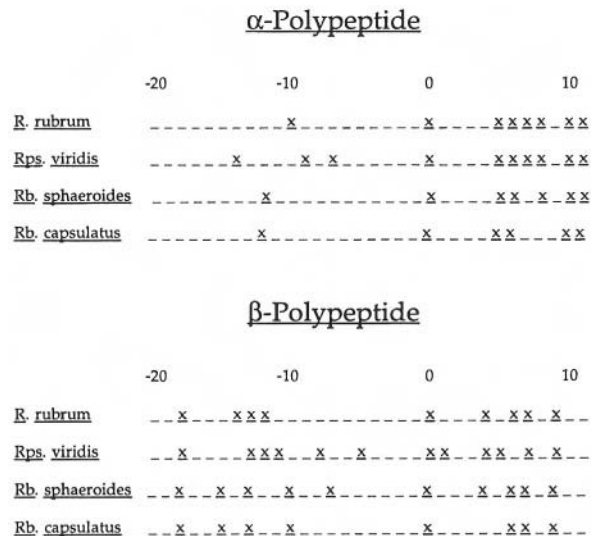 α-Polypeptide
-20 -10 0 10
R. rubrum _ _ _ _ _ _ _ _ _ _ x _ _ _ _ _ _ _ _ _ x _ _ _ _ x x x x _ x x
Rps. viridis _ _ _ _ _ _ x _ _ _ _ x _ x _ _ _ _ _ _ x _ _ _ _ x x x x _ x x
Rb. sphaeroides _ _ _ _ _ _ _ _ x _ _ _ _ _ _ _ _ _ _ _ x _ _ _ _ x x _ x _ x x
Rb. capsulatus _ _ _ _ _ _ _ _ x _ _ _ _ _ _ _ _ _ _ _ x _ _ _ _ x x _ _ _ x x
β-Polypeptide
-20 -10 0 10
R. rubrum _ _ x _ _ _ x x x _ _ _ _ _ _ _ _ _ _ _ x _ _ _ x _ x x _ x _ _
Rps. viridis _ _ x _ _ _ _ x x x _ _ x _ _ x _ _ _ _ x x _ _ x x _ x _ x _ _
Rb. sphaeroides _ _ x _ _ x _ x _ _ x _ _ x _ _ _ _ _ _ x _ _ _ x _ x x _ x _ _
Rb. capsulatus _ _ x _ _ x _ x _ _ x _ _ _ _ _ _ _ _ _ x _ _ _ _ _ x x _ x _ _